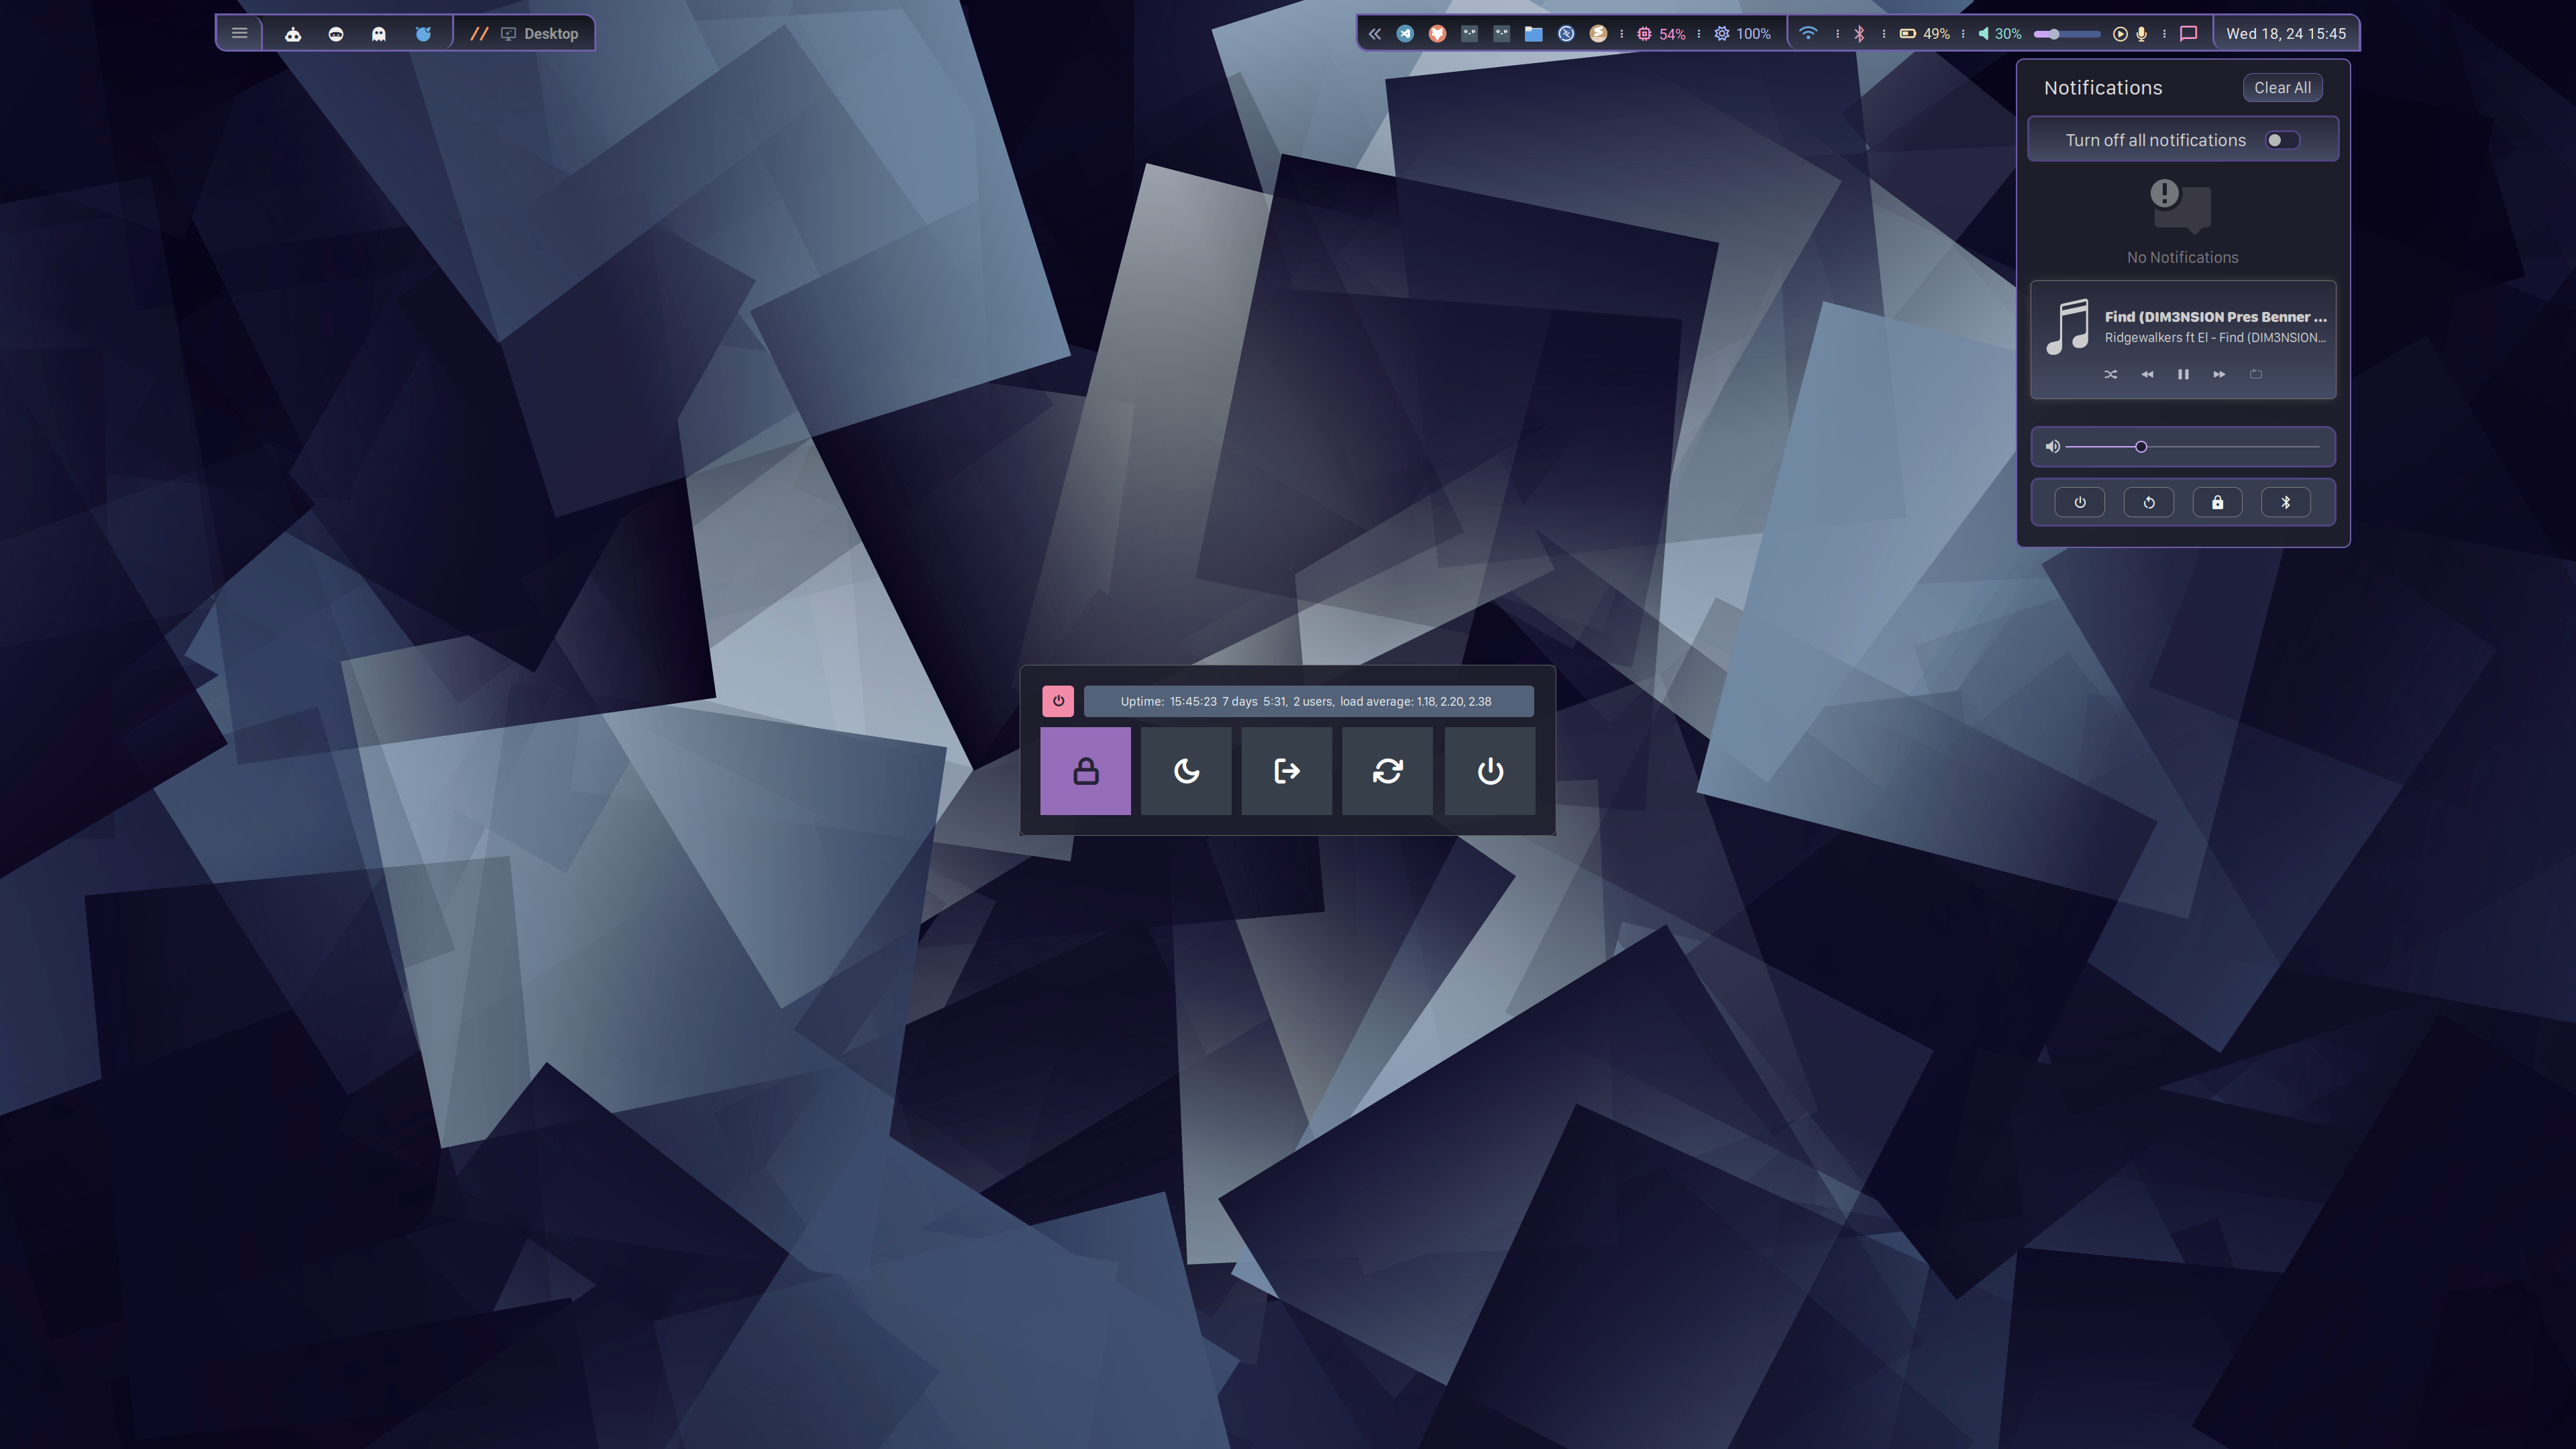 // Desktop
54% 100% 49% 30% Wed 18, 24 15:45
Notifications Clear All
Turn off all notifications
No Notifications
Find (DIM3NSION Pres Benner ...
Ridgewalkers ft El - Find (DIM3NSION...
Uptime: 15:45:23 7 days 5:31, 2 users, load average: 1.18, 2.20, 2.38